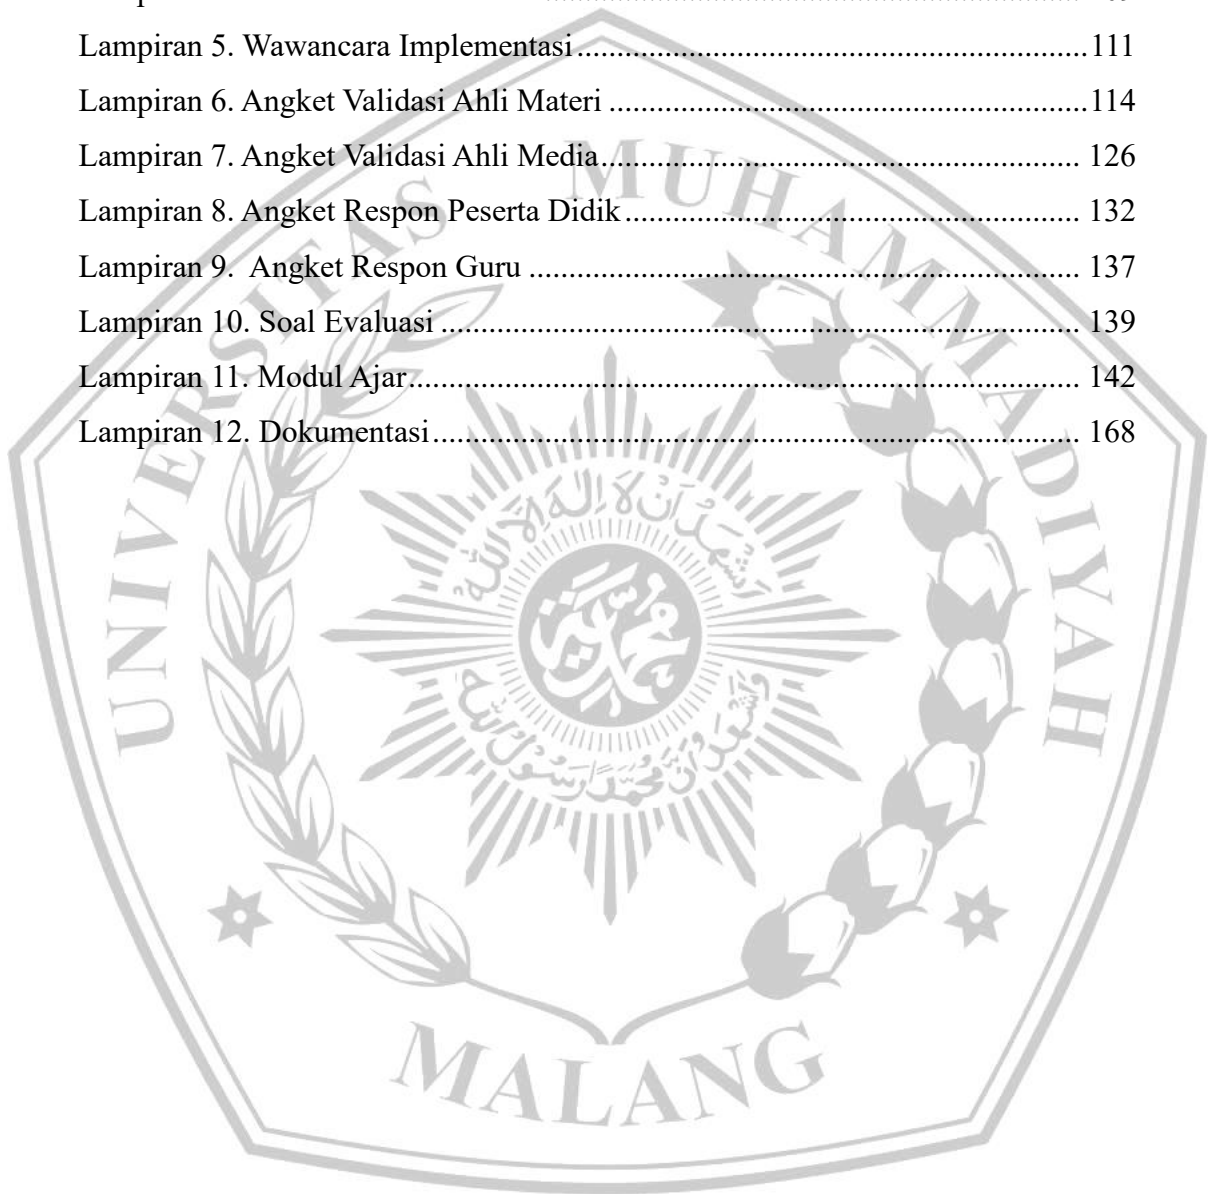 Lampiran 5. Wawancara Implementasi................................................................111
Lampiran 6. Angket Validasi Ahli Materi ............................................................114
Lampiran 7. Angket Validasi Ahli Media............................................................ 126
Lampiran 8. Angket Respon Peserta Didik......................................................... 132
Lampiran 9.  Angket Respon Guru ..................................................................... 137
Lampiran 10. Soal Evaluasi ................................................................................ 139
Lampiran 11. Modul Ajar.................................................................................... 142
Lampiran 12. Dokumentasi................................................................................. 168
UNIVERSITAS MUHAMMADIYAH
MALANG